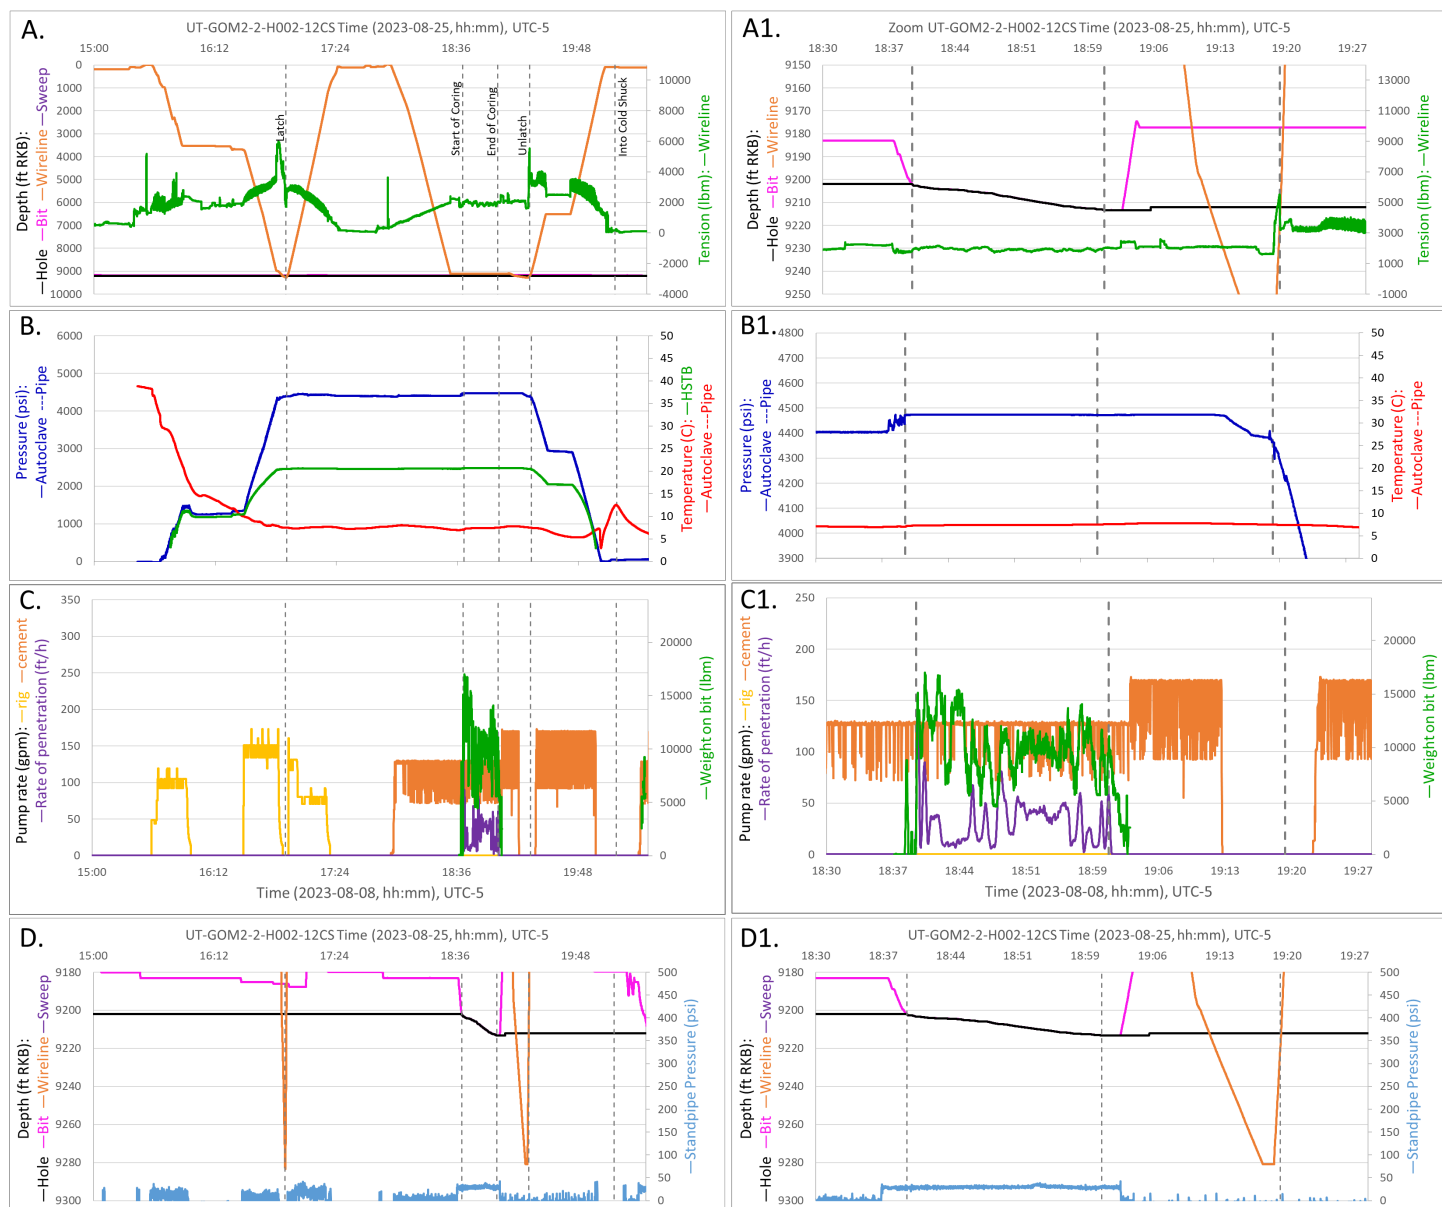 A.
UT-GOM2-2-H002-12CS Time (2023-08-25, hh:mm), UTC-5
15:00 16:12 17:24 18:36 19:48
0
1000
2000
3000
4000
5000
6000
7000
8000
9000
10000
10000
8000
6000
4000
2000
0
-2000
-4000
Depth (ft RKB):
—Hole —Bit —Wireline —Sweep
Tension (lbm): —Wireline
Latch
Start of Coring
End of Coring
Unlatch
Into Cold Shuck
A1.
Zoom UT-GOM2-2-H002-12CS Time (2023-08-25, hh:mm), UTC-5
18:30 18:37 18:44 18:51 18:59 19:06 19:13 19:20 19:27
9150
9160
9170
9180
9190
9200
9210
9220
9230
9240
9250
13000
11000
9000
7000
5000
3000
1000
-1000
Depth (ft RKB):
—Hole —Bit —Wireline
Tension (lbm): —Wireline
B.
6000
5000
4000
3000
2000
1000
0
50
45
40
35
30
25
20
15
10
5
0
15:00 16:12 17:24 18:36 19:48
Pressure (psi):
—Autoclave ---Pipe
Temperature (C): —HSTB
—Autoclave ---Pipe
B1.
4800
4700
4600
4500
4400
4300
4200
4100
4000
3900
50
45
40
35
30
25
20
15
10
5
0
Pressure (psi):
—Autoclave ---Pipe
Temperature (C):
—Autoclave ---Pipe
C.
350
300
250
200
150
100
50
0
20000
15000
10000
5000
0
15:00 16:12 17:24 18:36 19:48
Time (2023-08-08, hh:mm), UTC-5
Pump rate (gpm): —rig —cement
—Rate of penetration (ft/h)
—Weight on bit (lbm)
C1.
250
200
150
100
50
0
20000
15000
10000
5000
0
18:30 18:37 18:44 18:51 18:59 19:06 19:13 19:20 19:27
Time (2023-08-08, hh:mm), UTC-5
Pump rate (gpm): —rig —cement
—Rate of penetration (ft/h)
—Weight on bit (lbm)
D.
UT-GOM2-2-H002-12CS Time (2023-08-25, hh:mm), UTC-5
15:00 16:12 17:24 18:36 19:48
9180
9200
9220
9240
9260
9280
9300
500
450
400
350
300
250
200
150
100
50
0
Depth (ft RKB):
—Hole —Bit —Wireline —Sweep
—Standpipe Pressure (psi)
D1.
UT-GOM2-2-H002-12CS Time (2023-08-25, hh:mm), UTC-5
18:30 18:37 18:44 18:51 18:59 19:06 19:13 19:20 19:27
9180
9200
9220
9240
9260
9280
9300
500
450
400
350
300
250
200
150
100
50
0
Depth (ft RKB):
—Hole —Bit —Wireline
—Standpipe Pressure (psi)